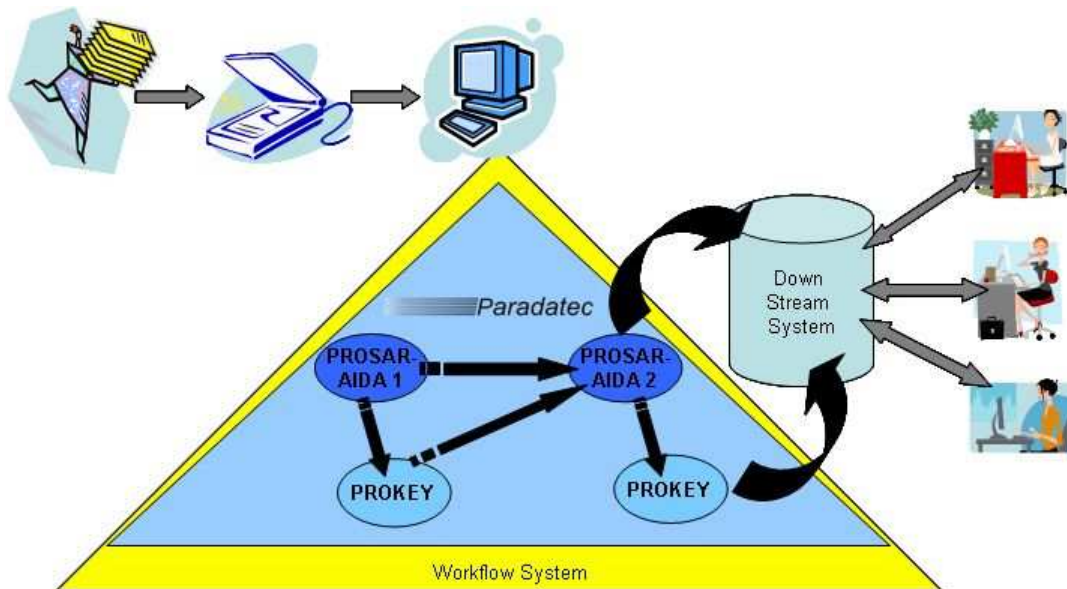 Paradatec
PROSAR-
AIDA 1
PROSAR-
AIDA 2
PROKEY
PROKEY
Down
Stream
System
Workflow System